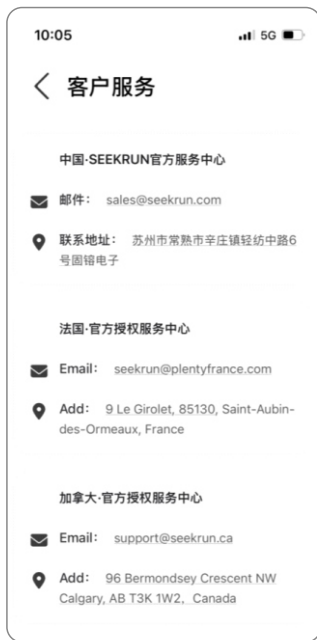 10:05 5G
客户服务
中国·SEEKRUN官方服务中心
邮件： sales@seekrun.com
联系地址： 苏州市常熟市辛庄镇轻纺中路6
号固锝电子
法国·官方授权服务中心
Email： seekrun@plentyfrance.com
Add： 9 Le Girolet, 85130, Saint-Aubin-
des-Ormeaux, France
加拿大·官方授权服务中心
Email： support@seekrun.ca
Add： 96 Bermondsey Crescent NW
Calgary, AB T3K 1W2，Canada